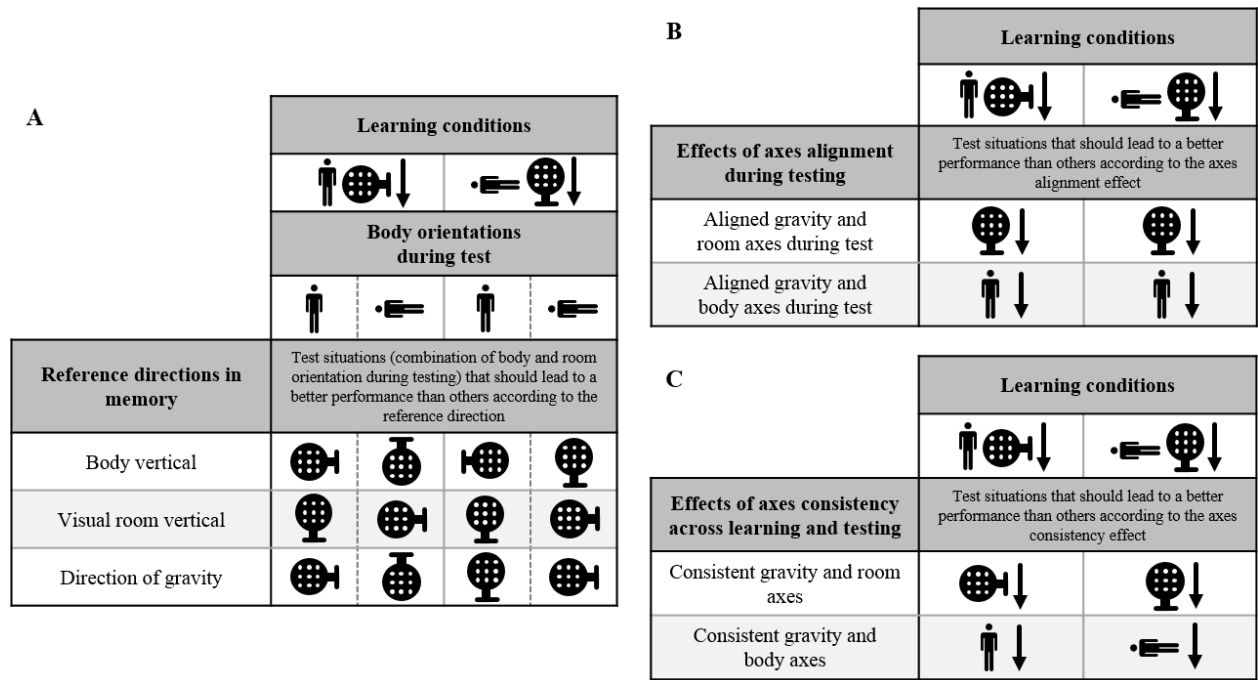 A
Learning conditions
Body orientations
during test
Reference directions in
memory
Test situations (combination of body and room
orientation during testing) that should lead to a
better performance than others according to the
reference direction
Body vertical
Visual room vertical
Direction of gravity
B
Learning conditions
Effects of axes alignment
during testing
Test situations that should lead to a better
performance than others according to the axes
alignment effect
Aligned gravity and
room axes during test
Aligned gravity and
body axes during test
C
Learning conditions
Effects of axes consistency
across learning and testing
Test situations that should lead to a better
performance than others according to the axes
consistency effect
Consistent gravity and room
axes
Consistent gravity and
body axes